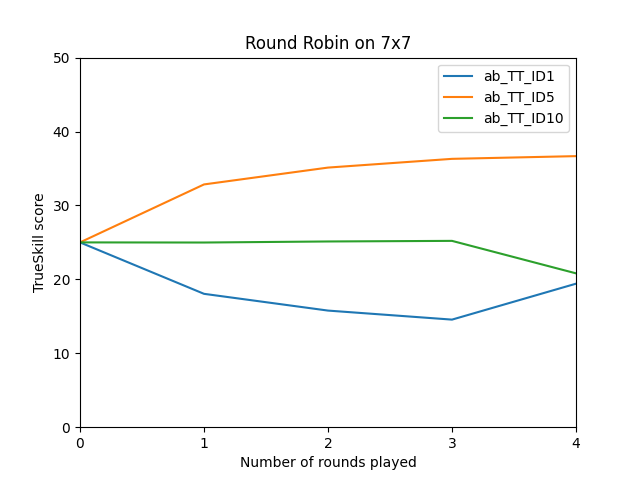 Round Robin on 7x7
ab_TT_ID1
ab_TT_ID5
ab_TT_ID10
TrueSkill score
50
40
30
20
10
0
0 1 2 3 4
Number of rounds played